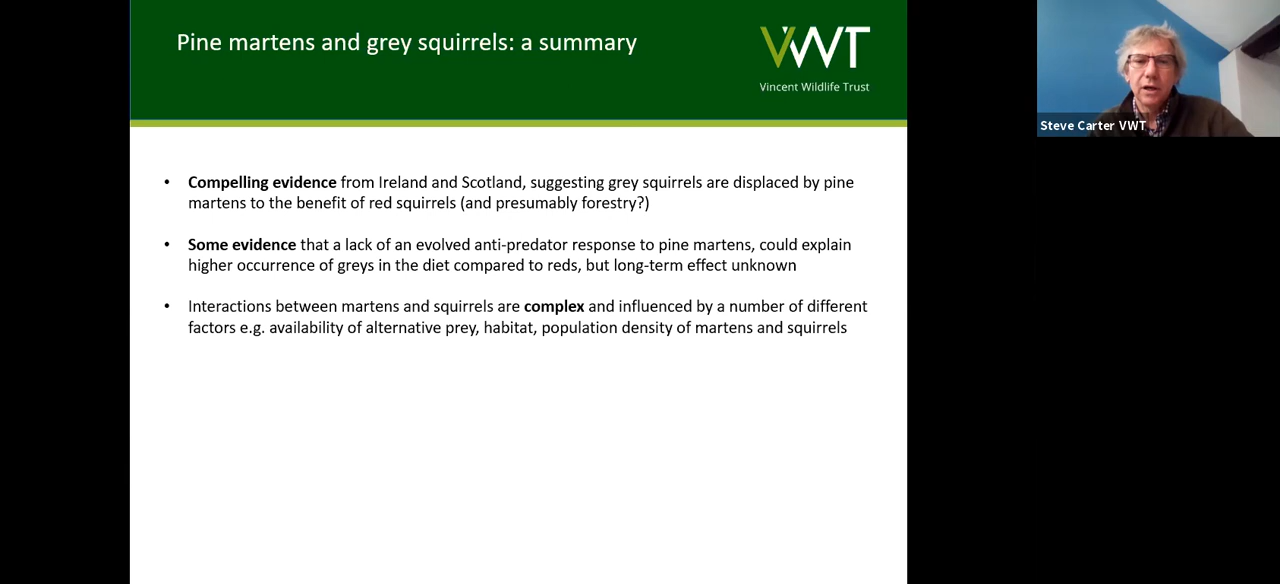 Pine martens and grey squirrels: a summary
VWT
Vincent Wildlife Trust
Steve Carter VWT
• Compelling evidence from Ireland and Scotland, suggesting grey squirrels are displaced by pine
martens to the benefit of red squirrels (and presumably forestry?)
• Some evidence that a lack of an evolved anti-predator response to pine martens, could explain
higher occurrence of greys in the diet compared to reds, but long-term effect unknown
• Interactions between martens and squirrels are complex and influenced by a number of different
factors e.g. availability of alternative prey, habitat, population density of martens and squirrels